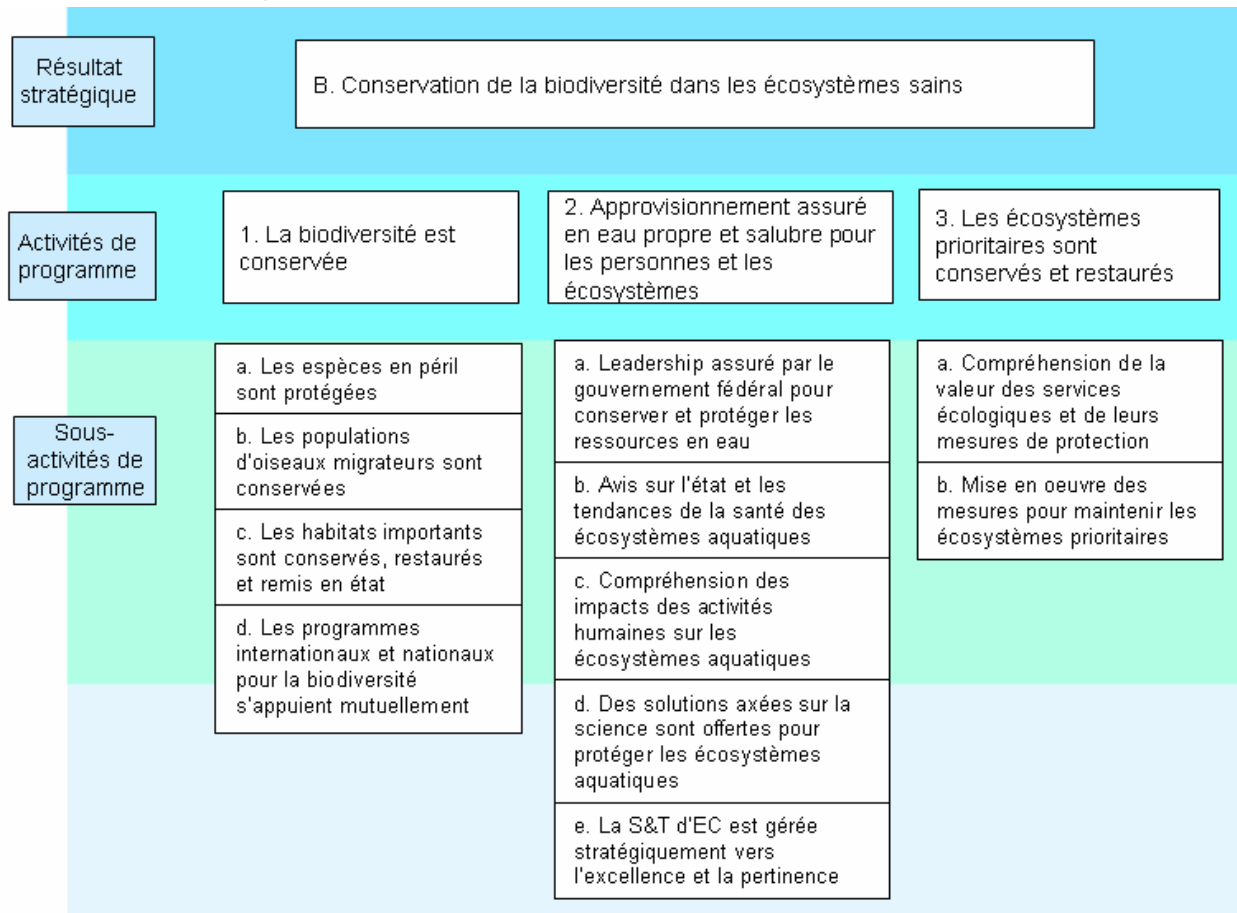 Résultat
stratégique
B. Conservation de la biodiversité dans les écosystèmes sains
Activités de
programme
1. La biodiversité est
conservée
2. Approvisionnement assuré
en eau propre et salubre pour
les personnes et les
écosystèmes
3. Les écosystèmes
prioritaires sont
conservés et restaurés
Sous-
activités de
programme
a. Les espèces en péril
sont protégées
b. Les populations
d'oiseaux migrateurs sont
conservées
c. Les habitats importants
sont conservés, restaurés
et remis en état
d. Les programmes
internationaux et nationaux
pour la biodiversité
s'appuient mutuellement
a. Leadership assuré par le
gouvernement fédéral pour
conserver et protéger les
ressources en eau
b. Avis sur l'état et les
tendances de la santé des
écosystèmes aquatiques
c. Compréhension des
impacts des activités
humaines sur les
écosystèmes aquatiques
d. Des solutions axées sur la
science sont offertes pour
protéger les écosystèmes
aquatiques
e. La S&T d'EC est gérée
stratégiquement vers
l'excellence et la pertinence
a. Compréhension de la
valeur des services
écologiques et de leurs
mesures de protection
b. Mise en oeuvre des
mesures pour maintenir les
écosystèmes prioritaires